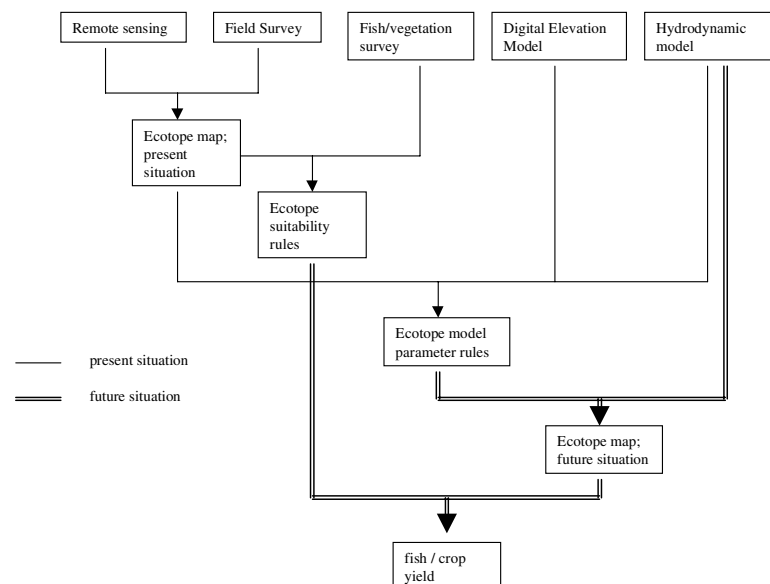 Remote sensing
Field Survey
Fish/vegetation
survey
Digital Elevation
Model
Hydrodynamic
model
Ecotope map;
present
situation
Ecotope
suitability
rules
Ecotope model
parameter rules
present situation
future situation
Ecotope map;
future situation
fish / crop
yield